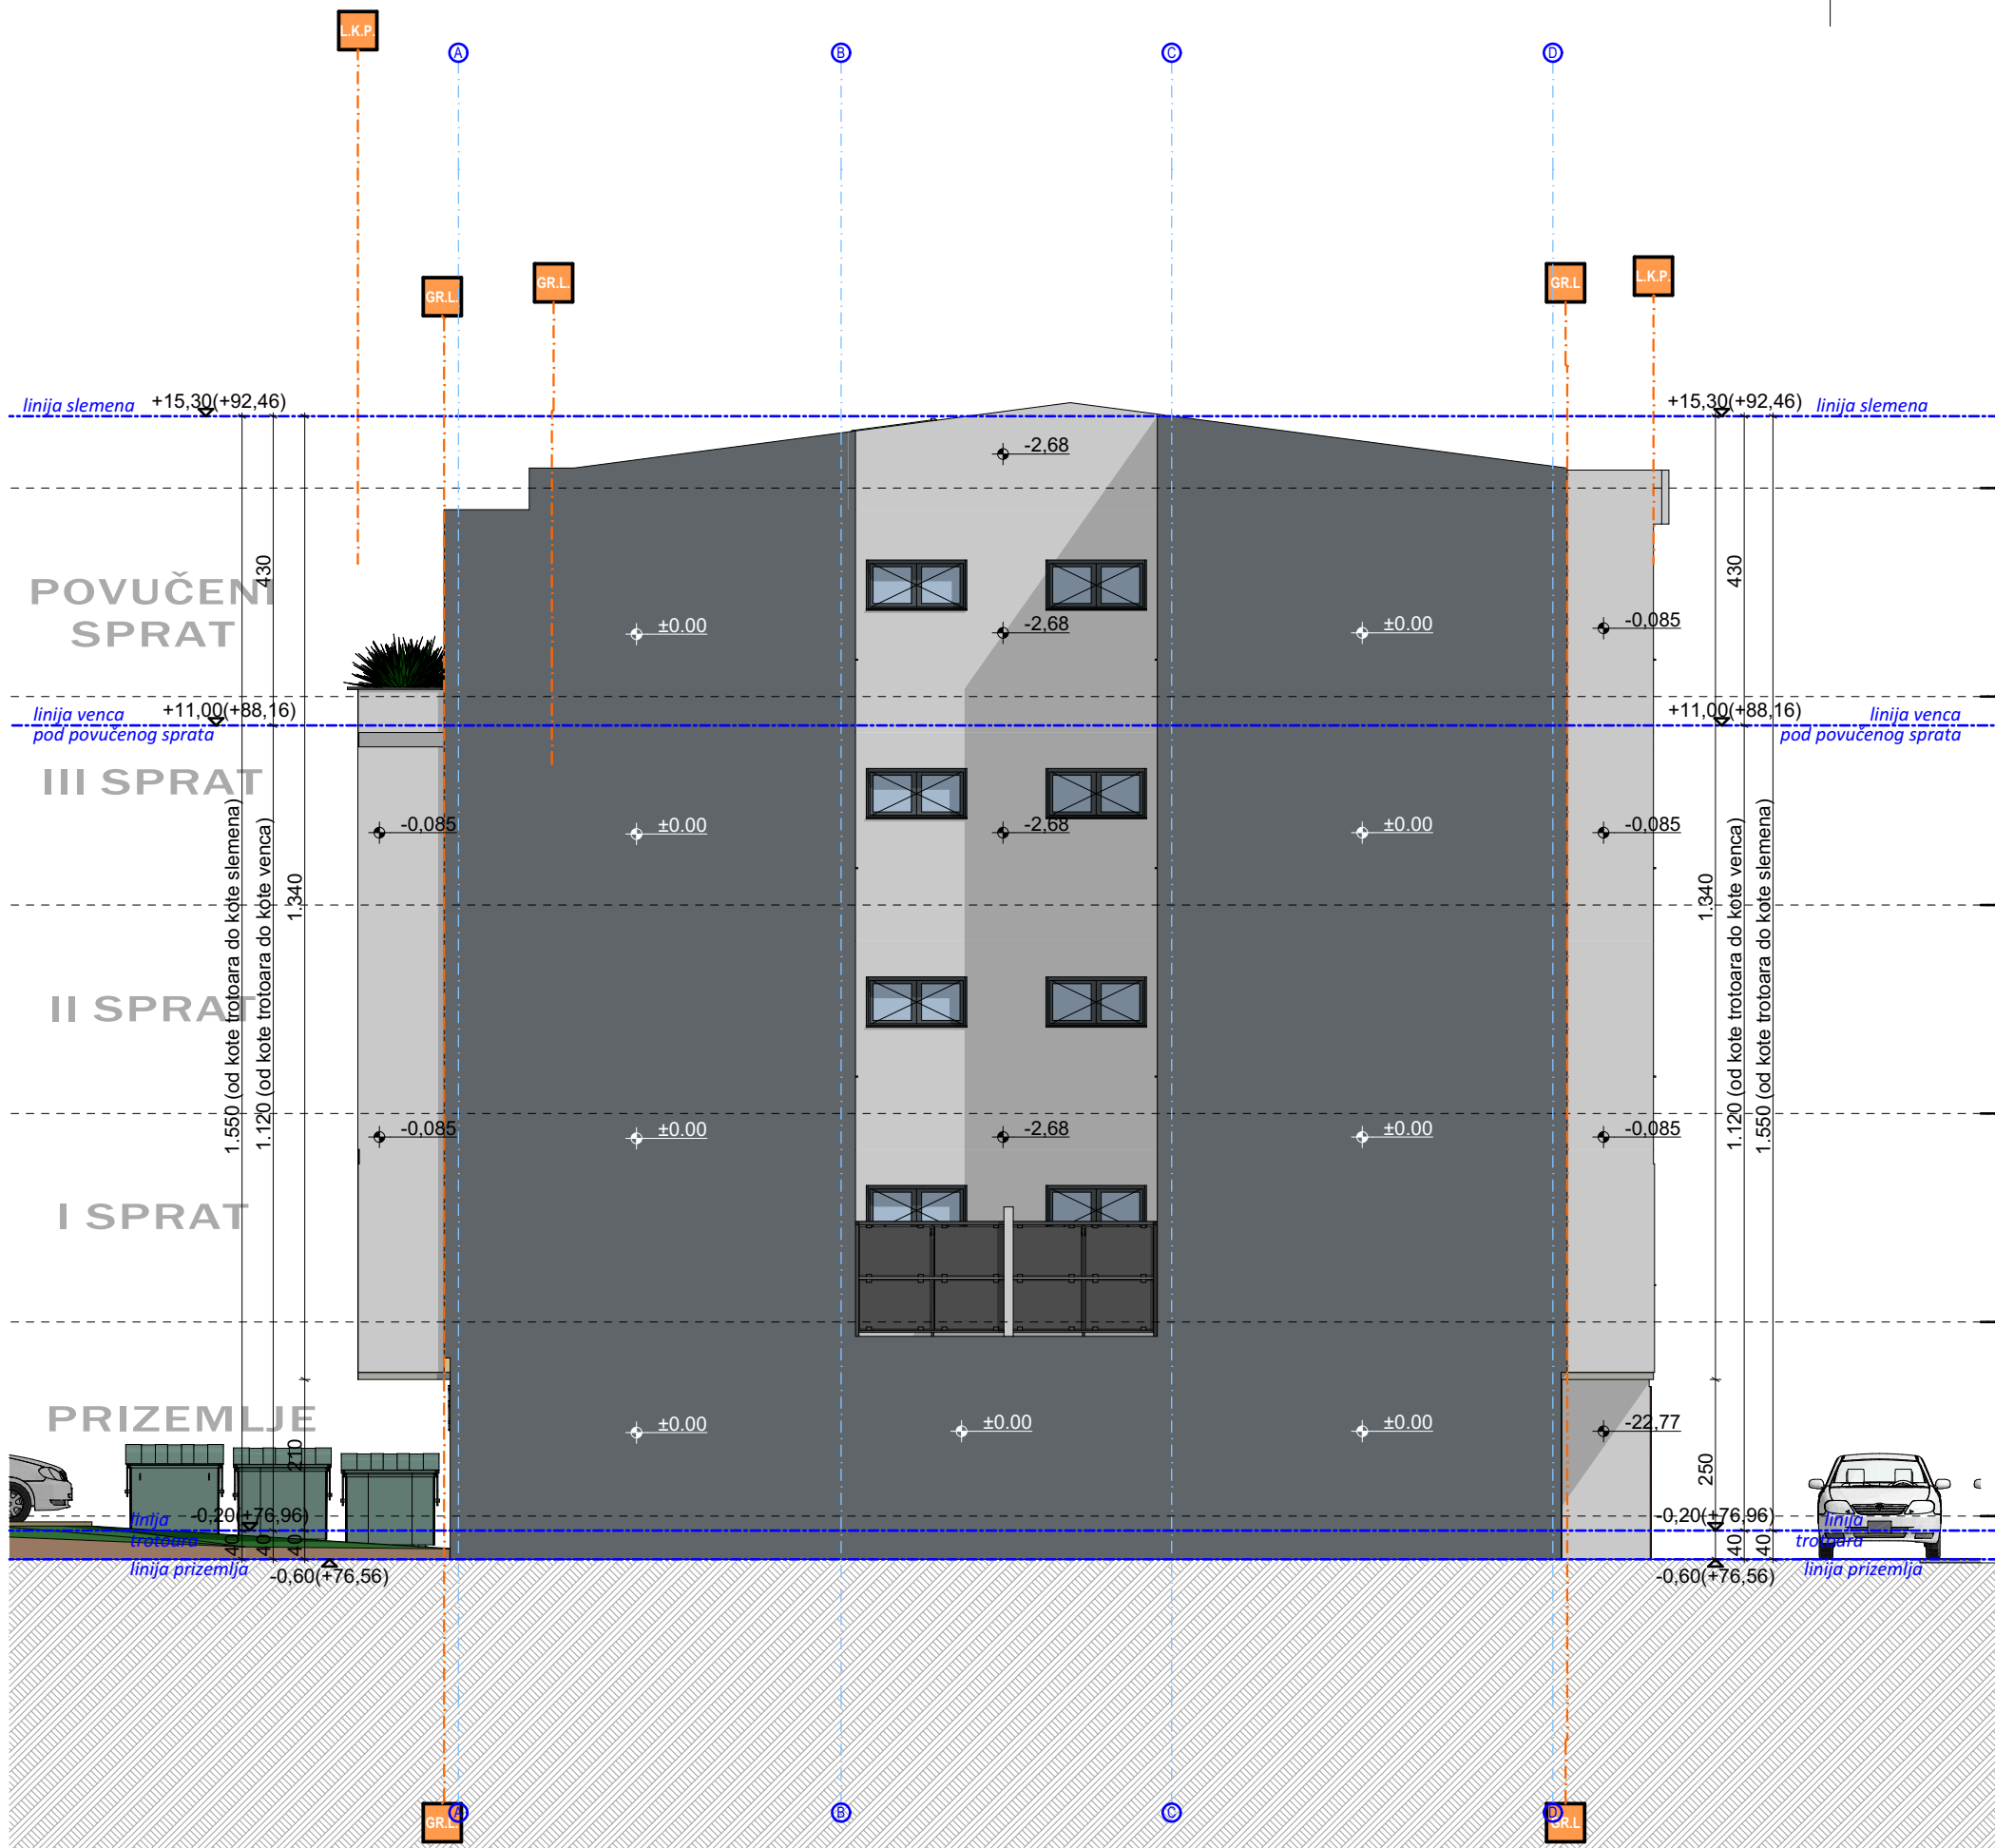 L.K.P.
A
B
C
D
GR.L.
GR.L.
GR.L
L.K.P.
linija slemena
+15,30(+92,46)
+15,30(+92,46)
linija slemena
-2,68
430
430
POVUČENI
SPRAT
±0.00
-2,68
±0.00
-0,085
linija venca
+11,00(+88,16)
pod povučenog sprata
+11,00(+88,16)
linija venca
pod povučenog sprata
III SPRAT
-0,085
±0.00
-2,68
±0.00
-0,085
1.550 (od kote trotoara do kote slemena)
1.120 (od kote trotoara do kote venca)
1.340
1.340
1.120 (od kote trotoara do kote venca)
1.550 (od kote trotoara do kote slemena)
II SPRAT
-0,085
±0.00
-2,68
±0.00
-0,085
I SPRAT
PRIZEMLJE
±0.00
±0.00
±0.00
-22,77
210
250
linija
trotoara
-0,20(+76,96)
-0,20(+76,96)
linija
trotoara
40
40
40
40
40
linija prizemlja
-0,60(+76,56)
-0,60(+76,56)
linija prizemlja
GR.L.
A
B
C
D
GR.L